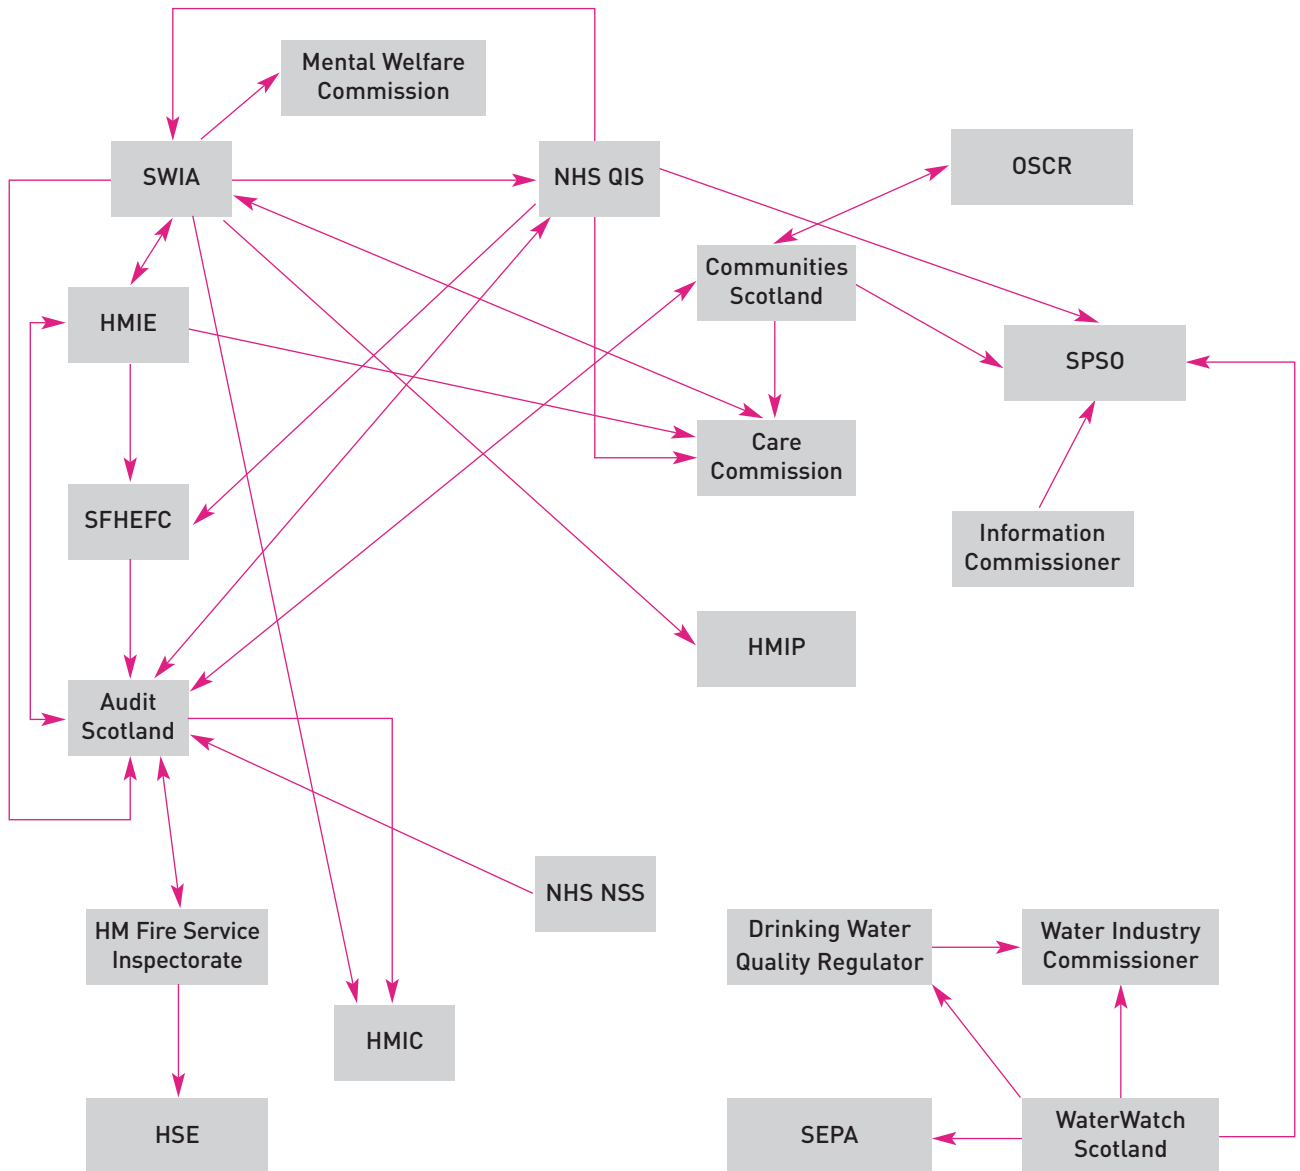 Mental Welfare
Commission
SWIA
NHS QIS
OSCR
Communities
Scotland
HMIE
SPSO
Care
Commission
SFHEFC
Information
Commissioner
HMIP
Audit
Scotland
NHS NSS
HM Fire Service
Inspectorate
Drinking Water
Quality Regulator
Water Industry
Commissioner
HMIC
HSE
SEPA
WaterWatch
Scotland